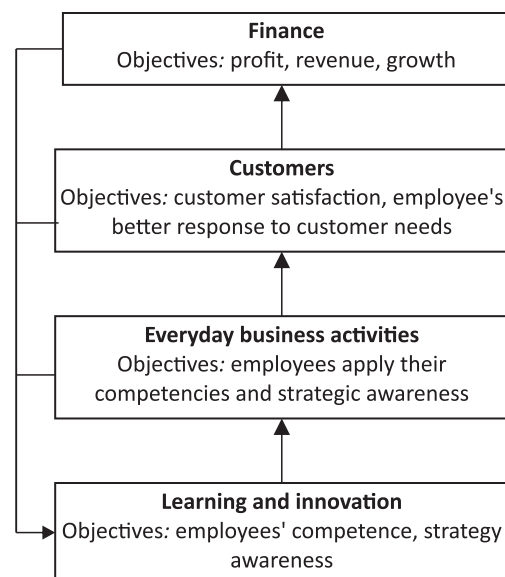 Finance
Objectives: profit, revenue, growth
Customers
Objectives: customer satisfaction, employee's
better response to customer needs
Everyday business activities
Objectives: employees apply their
competencies and strategic awareness
Learning and innovation
Objectives: employees' competence, strategy
awareness